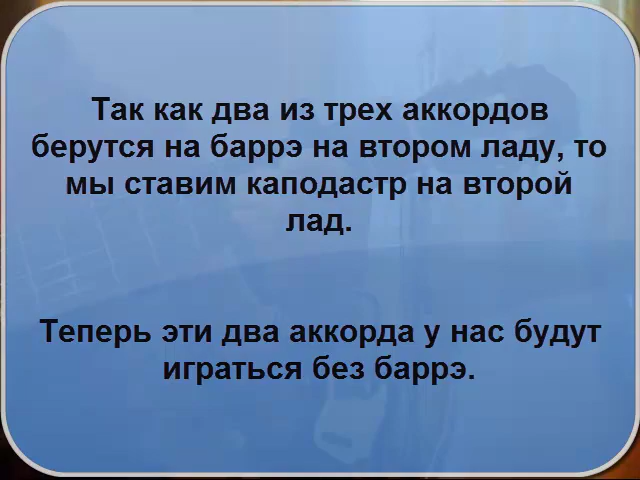 Так как два из трех аккордов
берутся на баррэ на втором ладу, то
мы ставим каподастр на второй
лад.
Теперь эти два аккорда у нас будут
играться без баррэ.